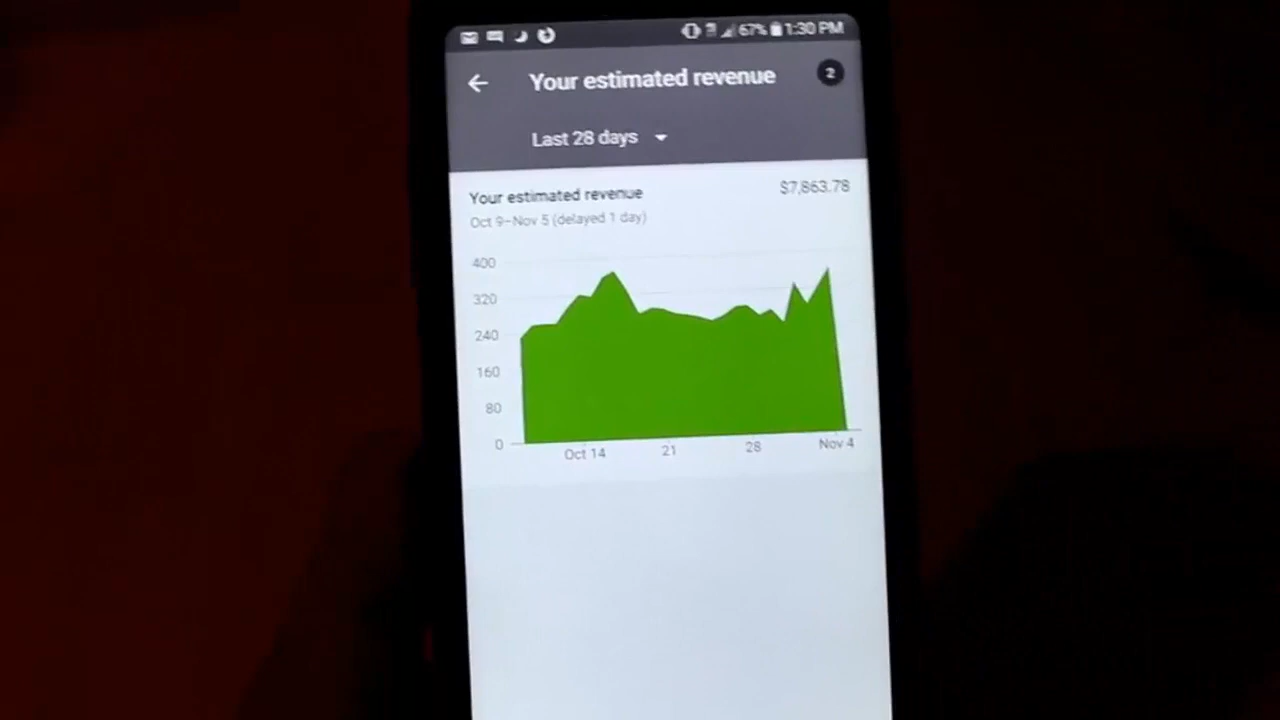 67% 1:30 PM
Your estimated revenue
2
Last 28 days
Your estimated revenue
$7,863.78
Oct 9–Nov 5 (delayed 1 day)
400
320
240
160
80
0
Oct 14 21 28 Nov 4